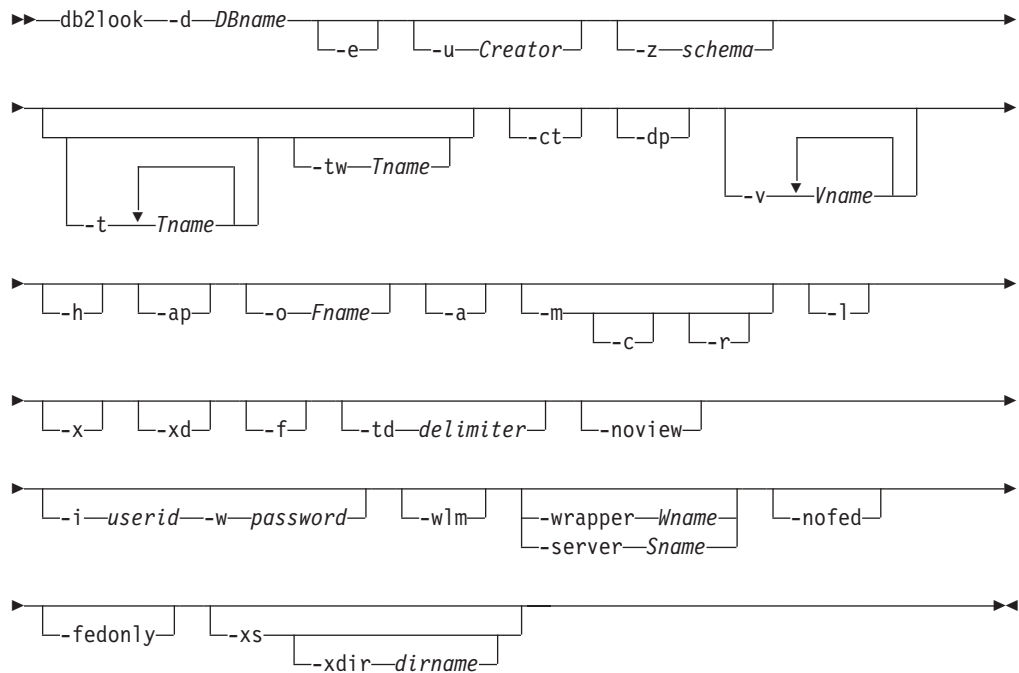 db2look -d DBname -e -u Creator -z schema
-t Tname -tw Tname -ct -dp -v Vname
-h -ap -o Fname -a -m -c -r -l
-x -xd -f -td delimiter -noview
-i userid -w password -wlm -wrapper Wname -nofed
-server Sname
-fedonly -xs
-xdir dirname